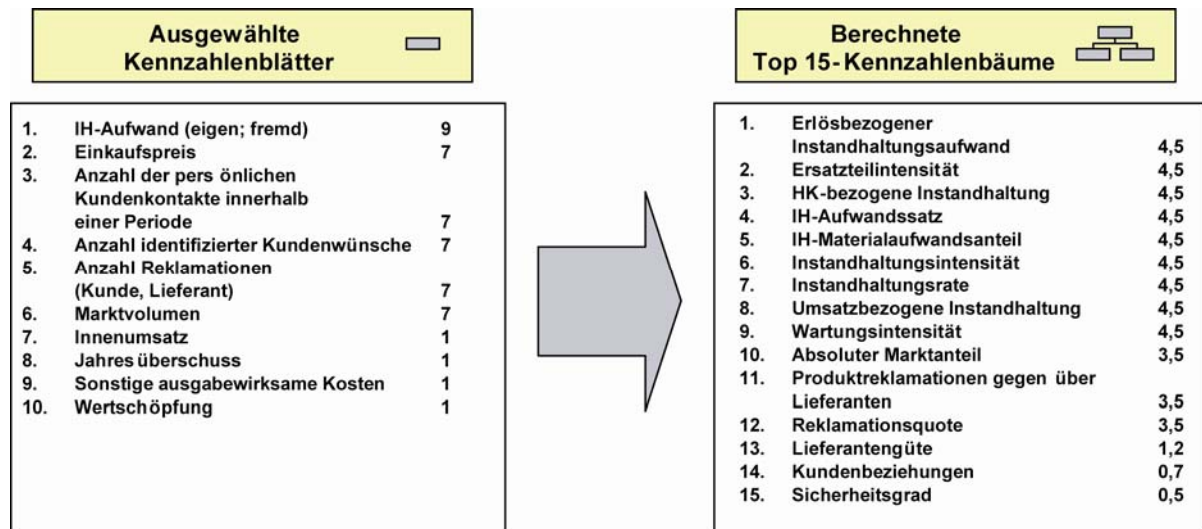 Ausgewählte
Kennzahlenblätter
1. IH-Aufwand (eigen; fremd) 9
2. Einkaufspreis 7
3. Anzahl der pers önlichen
Kundenkontakte innerhalb
einer Periode 7
4. Anzahl identifizierter Kundenwünsche 7
5. Anzahl Reklamationen
(Kunde, Lieferant) 7
6. Marktvolumen 7
7. Innenumsatz 1
8. Jahresüberschuss 1
9. Sonstige ausgabewirksame Kosten 1
10. Wertschöpfung 1
Berechnete
Top 15-Kennzahlenbäume
1. Erlösbezogener
Instandhaltungsaufwand 4,5
2. Ersatzteilintensität 4,5
3. HK-bezogene Instandhaltung 4,5
4. IH-Aufwandssatz 4,5
5. IH-Materialaufwandsanteil 4,5
6. Instandhaltungsintensität 4,5
7. Instandhaltungsrate 4,5
8. Umsatzbezogene Instandhaltung 4,5
9. Wartungsintensität 4,5
10. Absoluter Marktanteil 3,5
11. Produktreklamationen gegen über
Lieferanten 3,5
12. Reklamationsquote 3,5
13. Lieferantengüte 1,2
14. Kundenbeziehungen 0,7
15. Sicherheitsgrad 0,5